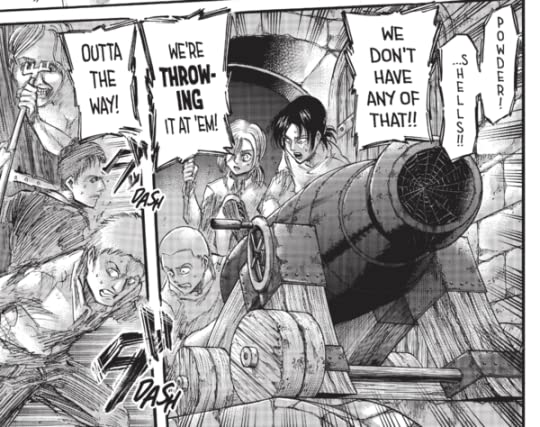 POWDER!
...SHELLS!!
WE
DON'T
HAVE
ANY OF
THAT!!
WE'RE
THROW-
ING
IT AT 'EM!
OUTTA
THE
WAY!
DASH
DASH